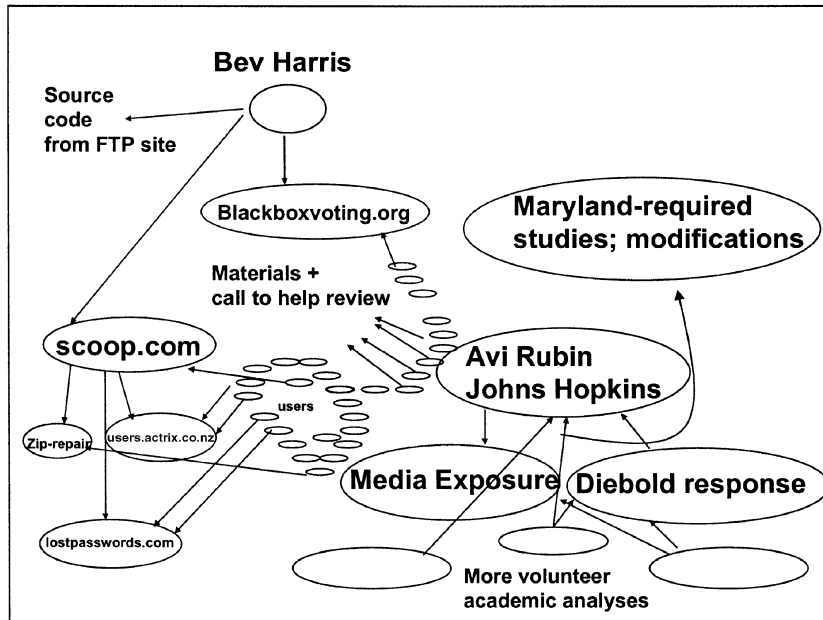 Bev Harris
Source
code
from FTP site
Blackboxvoting.org
Maryland-required
studies; modifications
Materials +
call to help review
scoop.com
Avi Rubin
Johns Hopkins
users
Zip-repair
users.actrix.co.nz
Media Exposure
Diebold response
lostpasswords.com
More volunteer
academic analyses